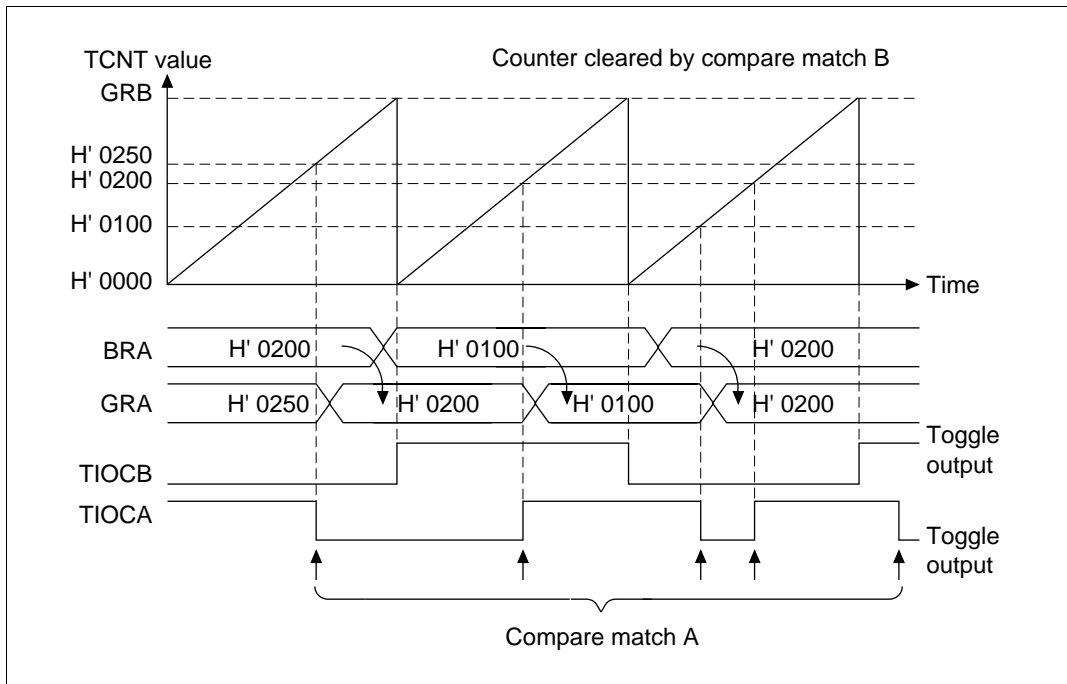 TCNT value
Counter cleared by compare match B
GRB
H' 0250
H' 0200
H' 0100
H' 0000
Time
BRA
H' 0200
H' 0100
H' 0200
GRA
H' 0250
H' 0200
H' 0100
H' 0200
TIOCB
Toggle
output
TIOCA
Toggle
output
Compare match A